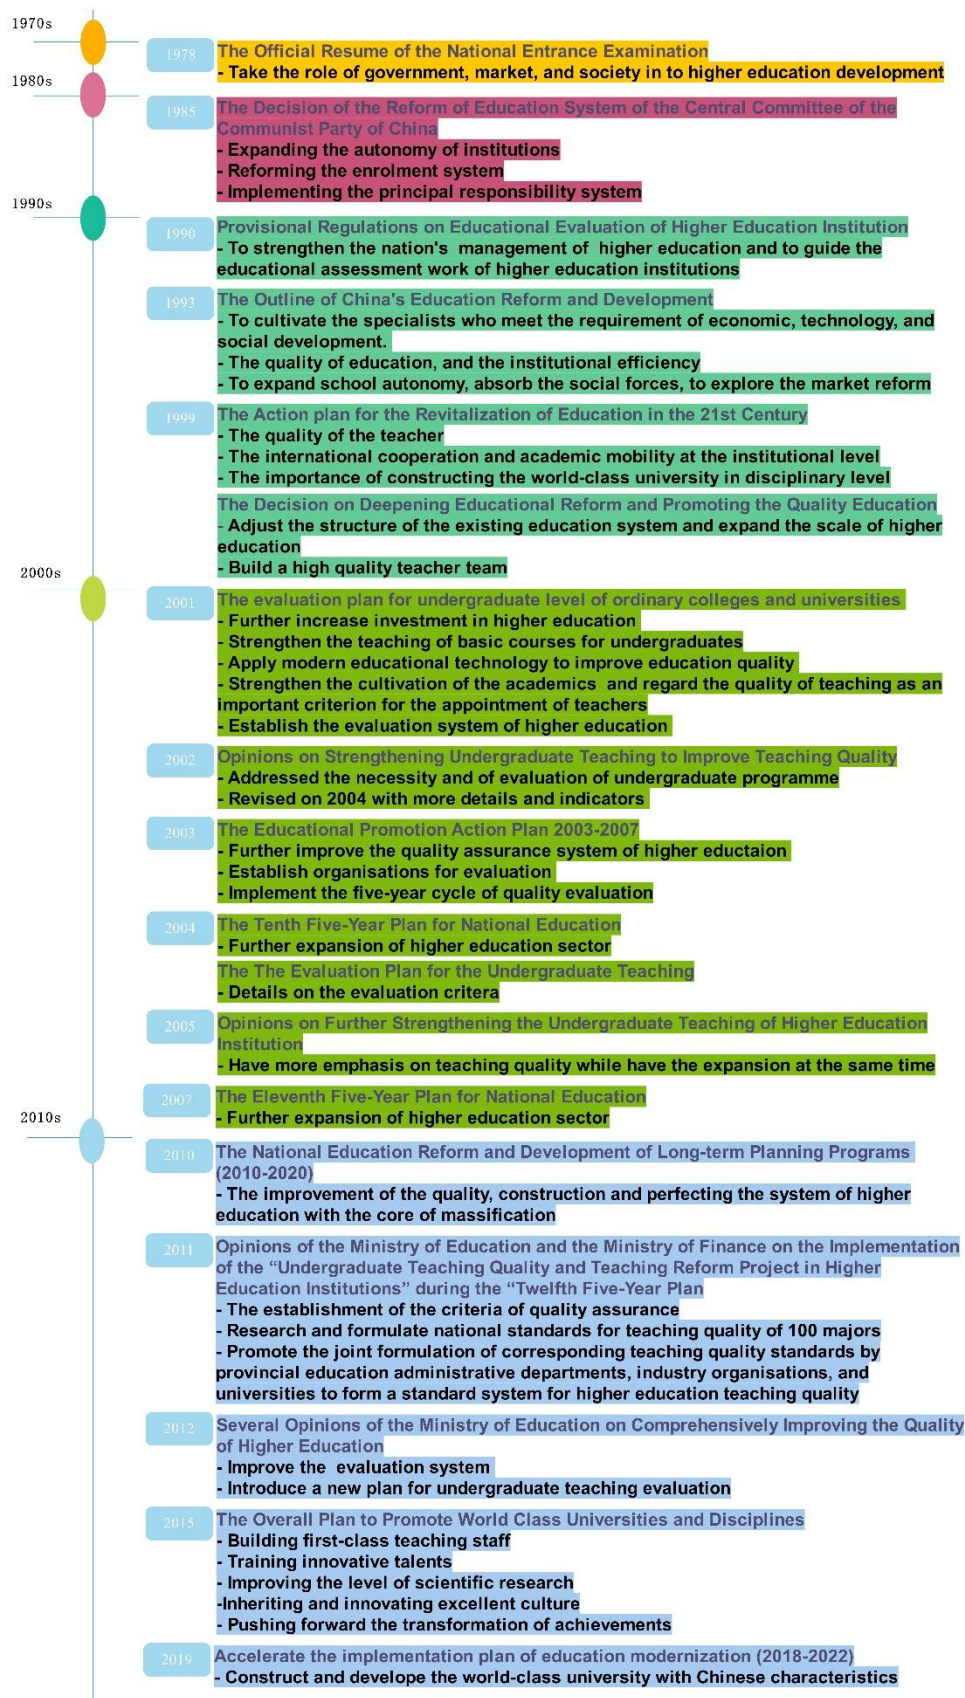 1970s
1978
The Official Resume of the National Entrance Examination
- Take the role of government, market, and society in to higher education development
1980s
1985
The Decision of the Reform of Education System of the Central Committee of the
Communist Party of China
- Expanding the autonomy of institutions
- Reforming the enrolment system
- Implementing the principal responsibility system
1990s
1990
Provisional Regulations on Educational Evaluation of Higher Education Institution
- To strengthen the nation's management of higher education and to guide the
educational assessment work of higher education institutions
1993
The Outline of China's Education Reform and Development
- To cultivate the specialists who meet the requirement of economic, technology, and
social development.
- The quality of education, and the institutional efficiency
- To expand school autonomy, absorb the social forces, to explore the market reform
1999
The Action plan for the Revitalization of Education in the 21st Century
- The quality of the teacher
- The international cooperation and academic mobility at the institutional level
- The importance of constructing the world-class university in disciplinary level
The Decision on Deepening Educational Reform and Promoting the Quality Education
- Adjust the structure of the existing education system and expand the scale of higher
education
- Build a high quality teacher team
2000s
2001
The evaluation plan for undergraduate level of ordinary colleges and universities
- Further increase investment in higher education
- Strengthen the teaching of basic courses for undergraduates
- Apply modern educational technology to improve education quality
- Strengthen the cultivation of the academics and regard the quality of teaching as an
important criterion for the appointment of teachers
- Establish the evaluation system of higher education
2002
Opinions on Strengthening Undergraduate Teaching to Improve Teaching Quality
- Addressed the necessity and of evaluation of undergraduate programme
- Revised on 2004 with more details and indicators
2003
The Educational Promotion Action Plan 2003-2007
- Further improve the quality assurance system of higher eductaion
- Establish organisations for evaluation
- Implement the five-year cycle of quality evaluation
2004
The Tenth Five-Year Plan for National Education
- Further expansion of higher education sector
The The Evaluation Plan for the Undergraduate Teaching
- Details on the evaluation critera
2005
Opinions on Further Strengthening the Undergraduate Teaching of Higher Education
Institution
- Have more emphasis on teaching quality while have the expansion at the same time
2007
The Eleventh Five-Year Plan for National Education
- Further expansion of higher education sector
2010s
2010
The National Education Reform and Development of Long-term Planning Programs
(2010-2020)
- The improvement of the quality, construction and perfecting the system of higher
education with the core of massification
2011
Opinions of the Ministry of Education and the Ministry of Finance on the Implementation
of the “Undergraduate Teaching Quality and Teaching Reform Project in Higher
Education Institutions” during the “Twelfth Five-Year Plan
- The establishment of the criteria of quality assurance
- Research and formulate national standards for teaching quality of 100 majors
- Promote the joint formulation of corresponding teaching quality standards by
provincial education administrative departments, industry organisations, and
universities to form a standard system for higher education teaching quality
2012
Several Opinions of the Ministry of Education on Comprehensively Improving the Quality
of Higher Education
- Improve the evaluation system
- Introduce a new plan for undergraduate teaching evaluation
2015
The Overall Plan to Promote World Class Universities and Disciplines
- Building first-class teaching staff
- Training innovative talents
- Improving the level of scientific research
-Inheriting and innovating excellent culture
- Pushing forward the transformation of achievements
2019
Accelerate the implementation plan of education modernization (2018-2022)
- Construct and develope the world-class university with Chinese characteristics